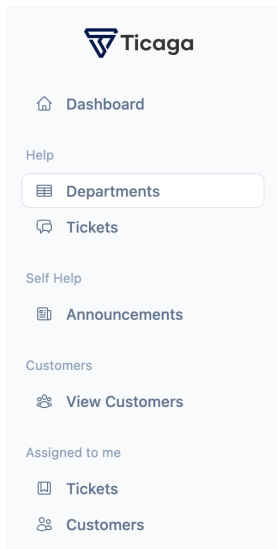 Ticaga
Dashboard
Help
Departments
Tickets
Self Help
Announcements
Customers
View Customers
Assigned to me
Tickets
Customers